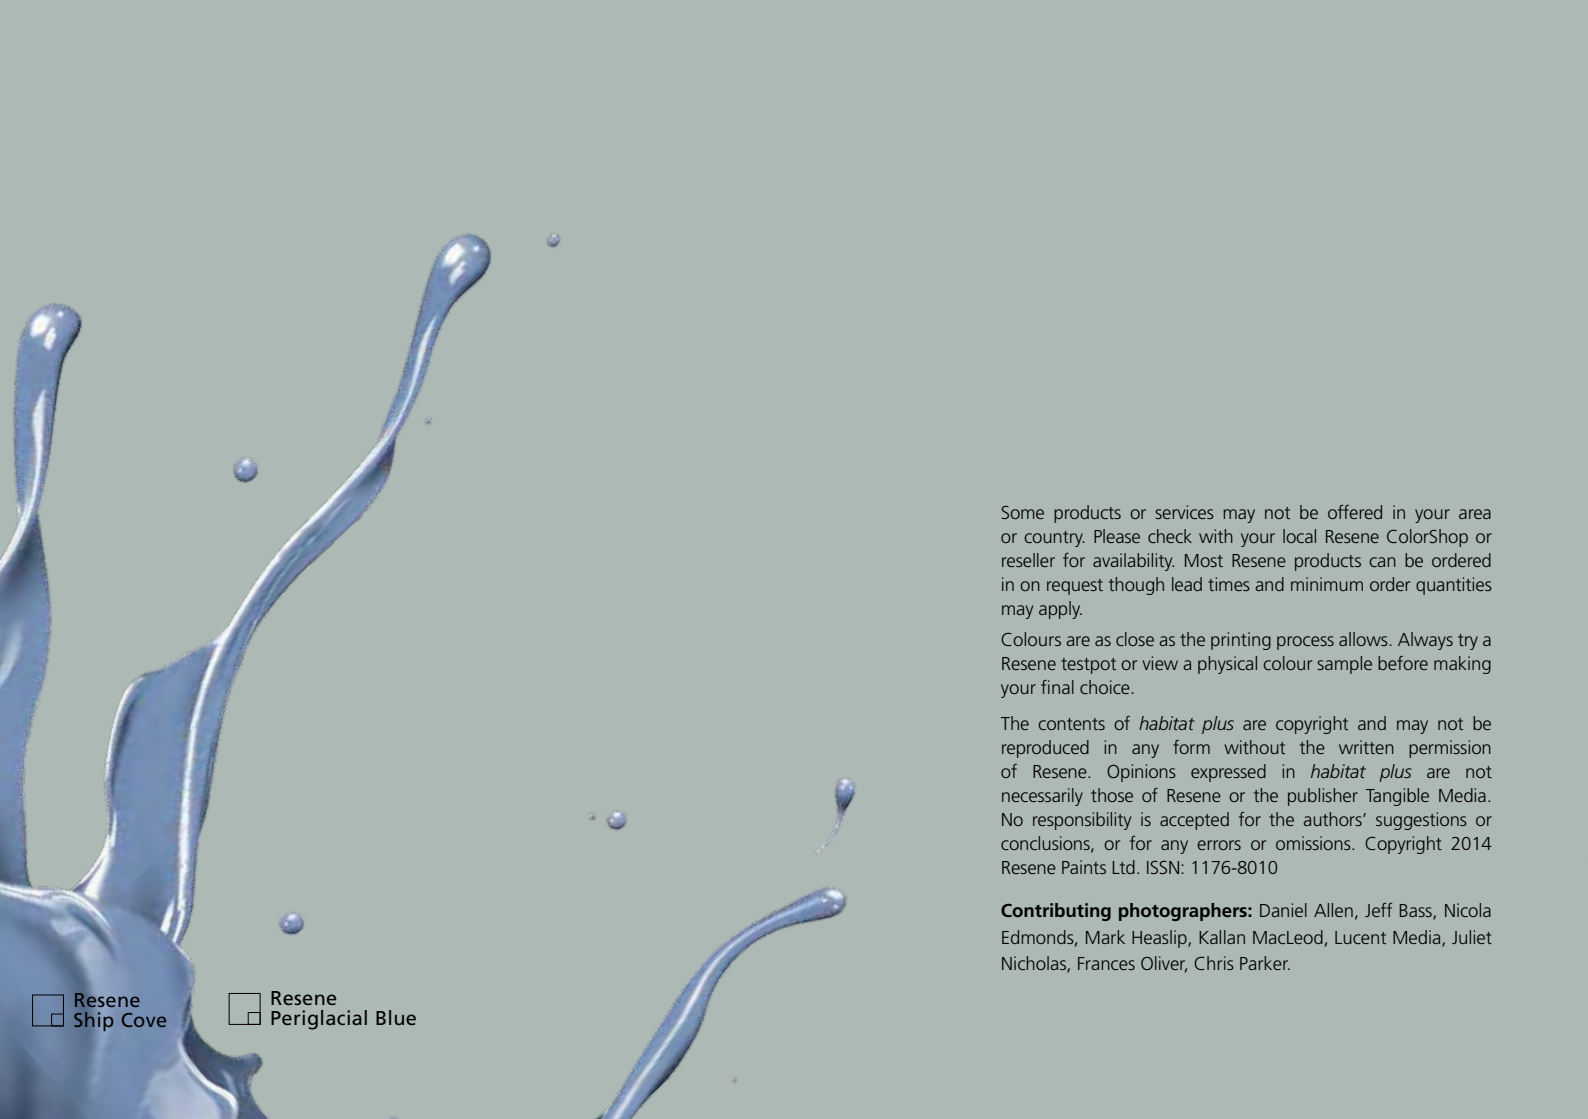 Some products or services may not be offered in your area
or country. Please check with your local Resene ColorShop or
reseller for availability. Most Resene products can be ordered
in on request though lead times and minimum order quantities
may apply.
Colours are as close as the printing process allows. Always try a
Resene testpot or view a physical colour sample before making
your final choice.
The contents of habitat plus are copyright and may not be
reproduced in any form without the written permission
of Resene. Opinions expressed in habitat plus are not
necessarily those of Resene or the publisher Tangible Media.
No responsibility is accepted for the authors’ suggestions or
conclusions, or for any errors or omissions. Copyright 2014
Resene Paints Ltd. ISSN: 1176-8010
Contributing photographers: Daniel Allen, Jeff Bass, Nicola
Edmonds, Mark Heaslip, Kallan MacLeod, Lucent Media, Juliet
Nicholas, Frances Oliver, Chris Parker.
Resene
Ship Cove
Resene
Periglacial Blue